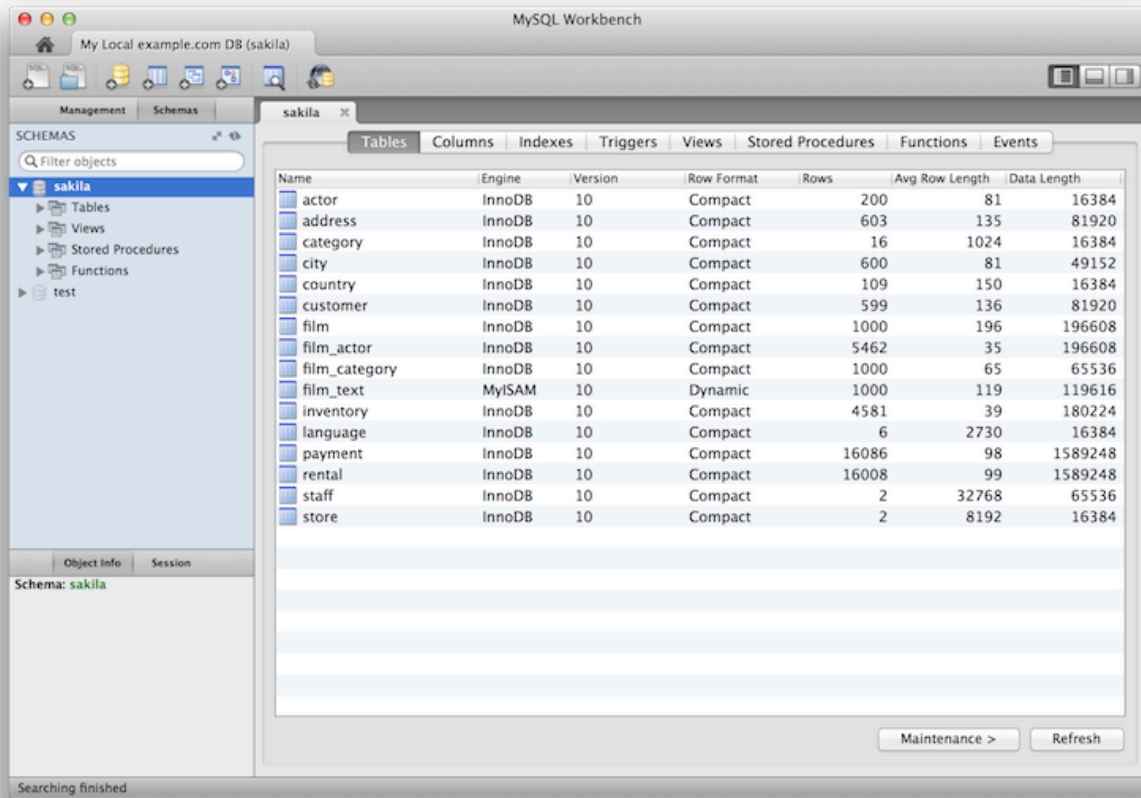 MySQL Workbench
My Local example.com DB (sakila)
Management Schemas
sakila
SCHEMAS
Filter objects
sakila
Tables
Views
Stored Procedures
Functions
test
Tables Columns Indexes Triggers Views Stored Procedures Functions Events
Name Engine Version Row Format Rows Avg Row Length Data Length
actor InnoDB 10 Compact 200 81 16384
address InnoDB 10 Compact 603 135 81920
category InnoDB 10 Compact 16 1024 16384
city InnoDB 10 Compact 600 81 49152
country InnoDB 10 Compact 109 150 16384
customer InnoDB 10 Compact 599 136 81920
film InnoDB 10 Compact 1000 196 196608
film_actor InnoDB 10 Compact 5462 35 196608
film_category InnoDB 10 Compact 1000 65 65536
film_text MyISAM 10 Dynamic 1000 119 119616
inventory InnoDB 10 Compact 4581 39 180224
language InnoDB 10 Compact 6 2730 16384
payment InnoDB 10 Compact 16086 98 1589248
rental InnoDB 10 Compact 16008 99 1589248
staff InnoDB 10 Compact 2 32768 65536
store InnoDB 10 Compact 2 8192 16384
Object Info Session
Schema: sakila
Maintenance > Refresh
Searching finished